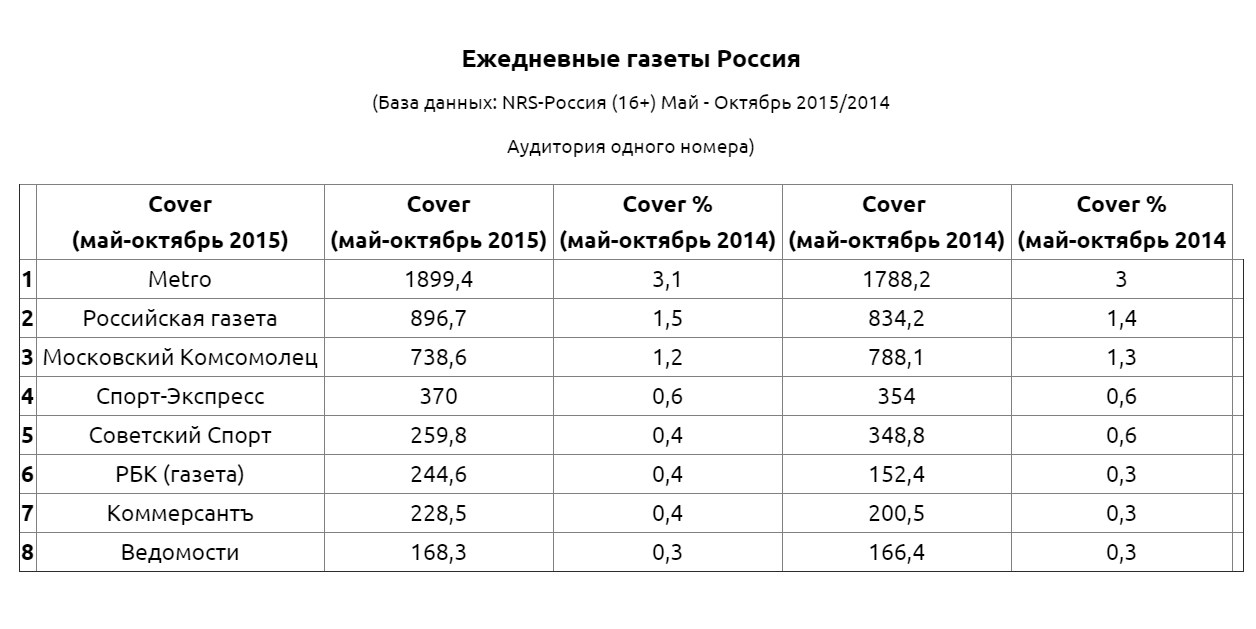 Ежедневные газеты Россия
(База данных: NRS-Россия (16+) Май - Октябрь 2015/2014
Аудитория одного номера)
Cover Cover Cover % Cover Cover %
(май-октябрь 2015) (май-октябрь 2015) (май-октябрь 2014) (май-октябрь 2014) (май-октябрь 2014
1 Metro 1899,4 3,1 1788,2 3
2 Российская газета 896,7 1,5 834,2 1,4
3 Московский Комсомолец 738,6 1,2 788,1 1,3
4 Спорт-Экспресс 370 0,6 354 0,6
5 Советский Спорт 259,8 0,4 348,8 0,6
6 РБК (газета) 244,6 0,4 152,4 0,3
7 Коммерсантъ 228,5 0,4 200,5 0,3
8 Ведомости 168,3 0,3 166,4 0,3